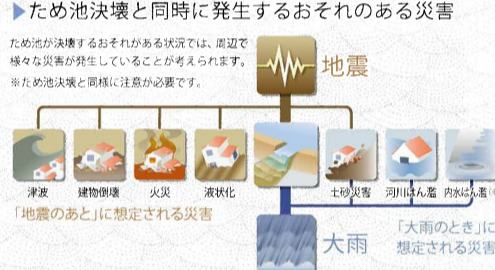 ▶ため池決壊と同時に発生するおそれのある災害
ため池が決壊するおそれがある状況では、周辺で
様々な災害が発生していることが考えられます。
※ため池決壊と同様に注意が必要です。
地震
津波
建物倒壊
火災
液状化
土砂災害
河川はん濫
内水はん濫
「地震のあと」に想定される災害
大雨
「大雨のとき」に
想定される災害